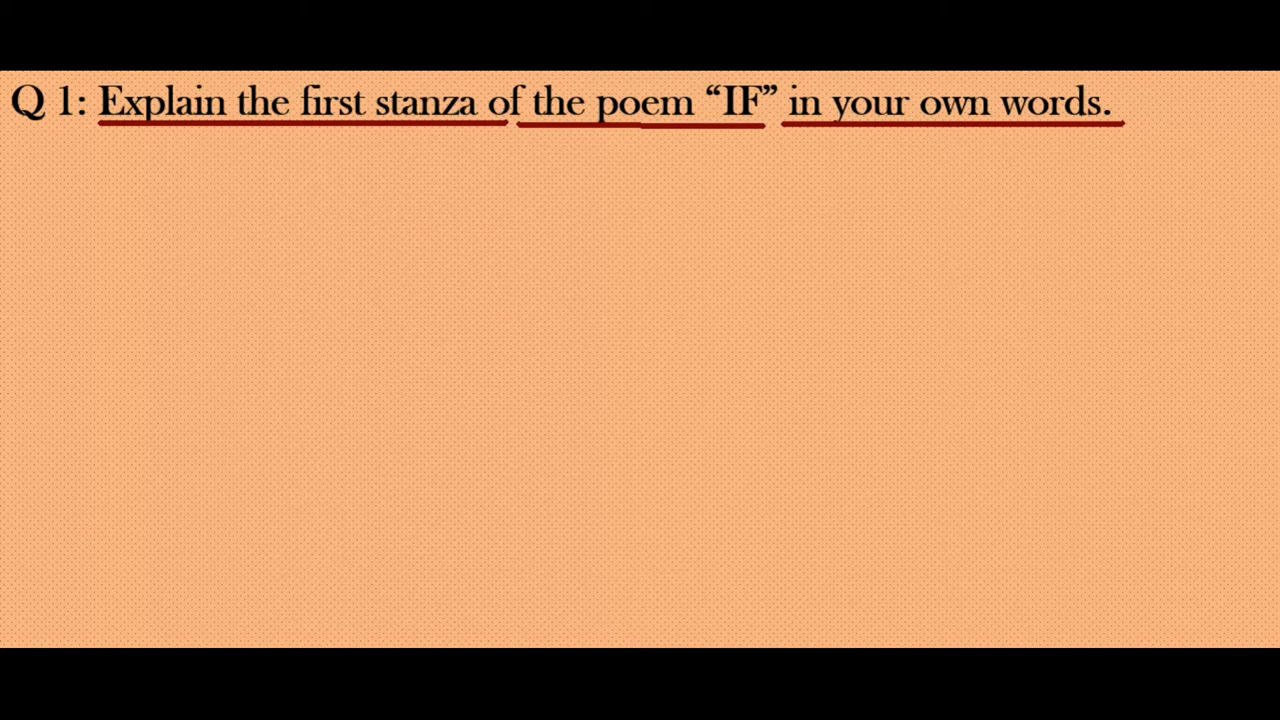 Q 1: Explain the first stanza of the poem “IF” in your own words.